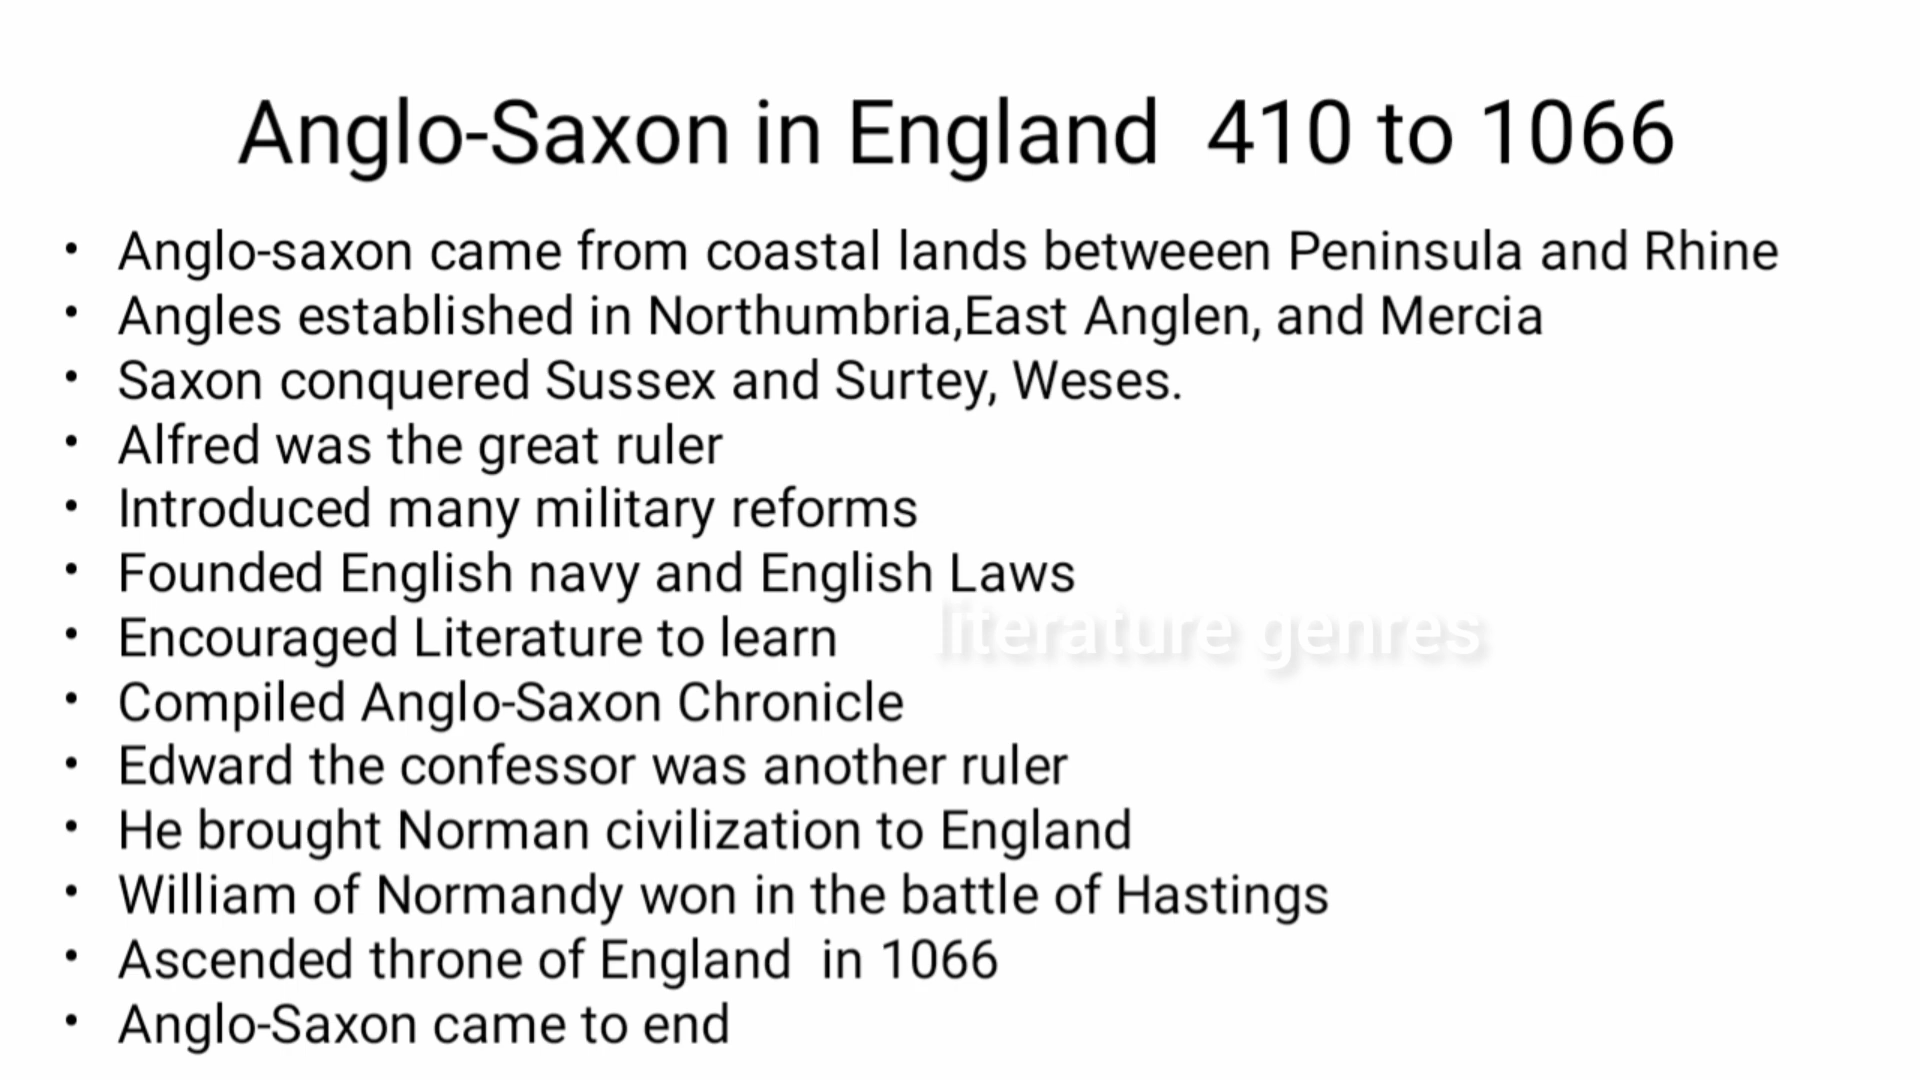 Anglo-Saxon in England 410 to 1066
• Anglo-saxon came from coastal lands betweeen Peninsula and Rhine
• Angles established in Northumbria,East Anglen, and Mercia
• Saxon conquered Sussex and Surtey, Weses.
• Alfred was the great ruler
• Introduced many military reforms
• Founded English navy and English Laws
• Encouraged Literature to learn
literature genres
• Compiled Anglo-Saxon Chronicle
• Edward the confessor was another ruler
• He brought Norman civilization to England
• William of Normandy won in the battle of Hastings
• Ascended throne of England in 1066
• Anglo-Saxon came to end